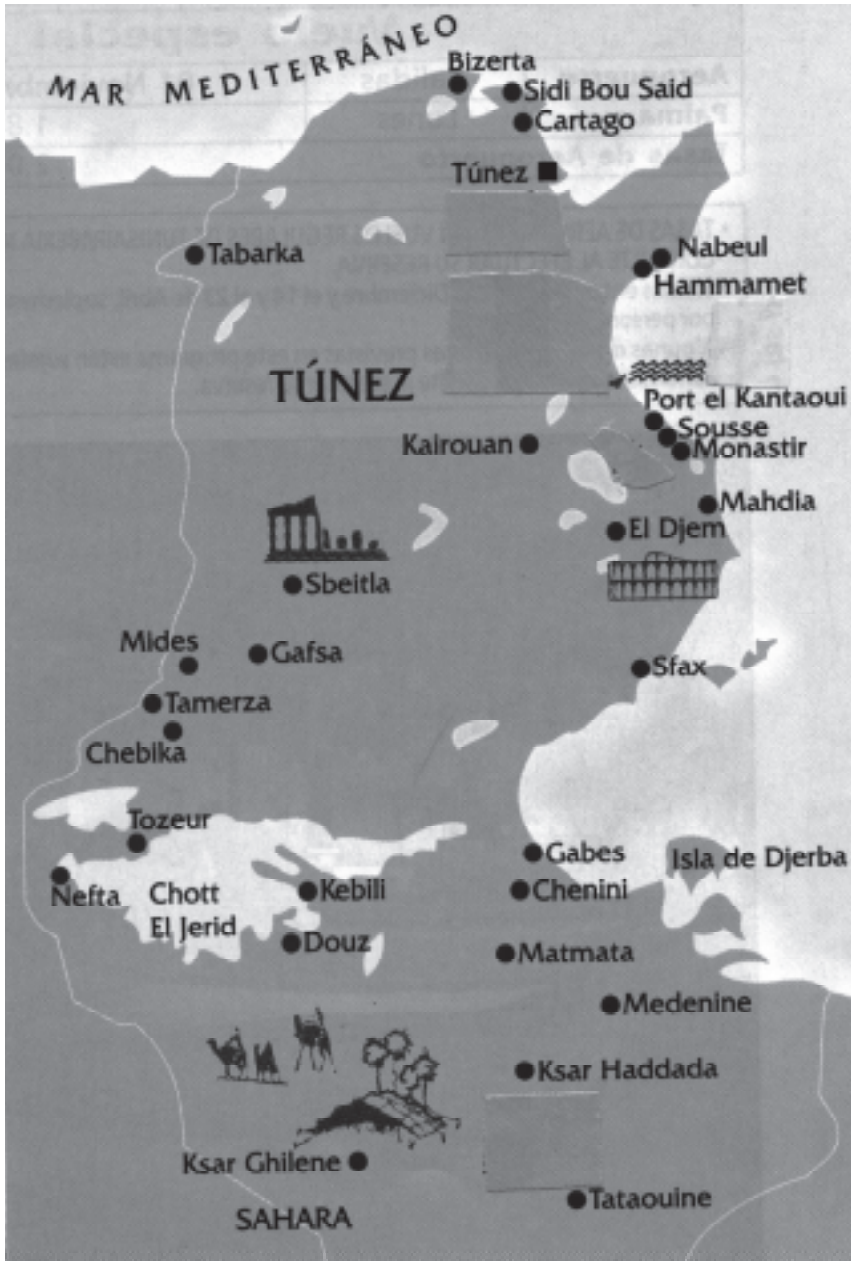 MAR MEDITERRÁNEO
Bizerta
Sidi Bou Said
Cartago
Túnez
Tabarka
Nabeul
Hammamet
TÚNEZ
Port el Kantaoui
Sousse
Kairouan
Monastir
Mahdia
El Djem
Sbeitla
Mides
Gafsa
Sfax
Tamerza
Chebika
Tozeur
Gabes
Isla de Djerba
Nefta
Chott
El Jerid
Kebili
Chenini
Douz
Matmata
Medenine
Ksar Haddada
Ksar Ghilene
Tataouine
SAHARA